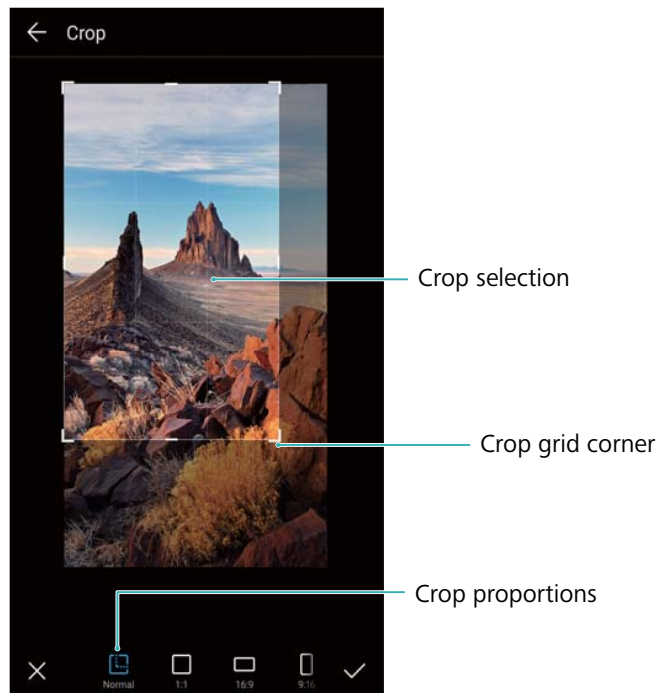 Crop
Crop selection
Crop grid corner
Crop proportions
Normal
1:1
16:9
9:16